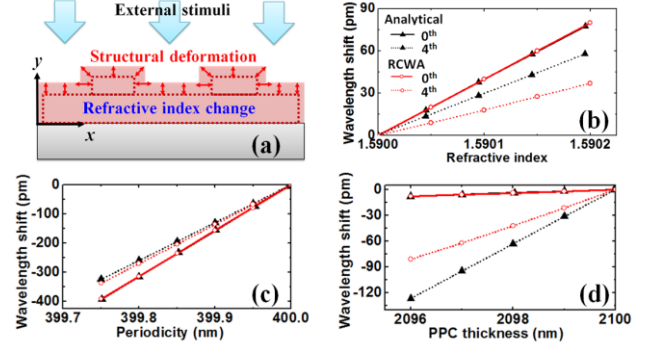 External stimuli
Structural deformation
Refractive index change
y
x
(a)
Wavelength shift (pm)
90
60
30
0
Analytical
0th
4th
RCWA
0th
4th
1.5900
1.5901
1.5902
Refractive index
(b)
Wavelength shift (pm)
0
-100
-200
-300
-400
399.7
399.8
399.9
400.0
Periodicity (nm)
(c)
Wavelength shift (pm)
0
-30
-60
-90
-120
2096
2098
2100
PPC thickness (nm)
(d)